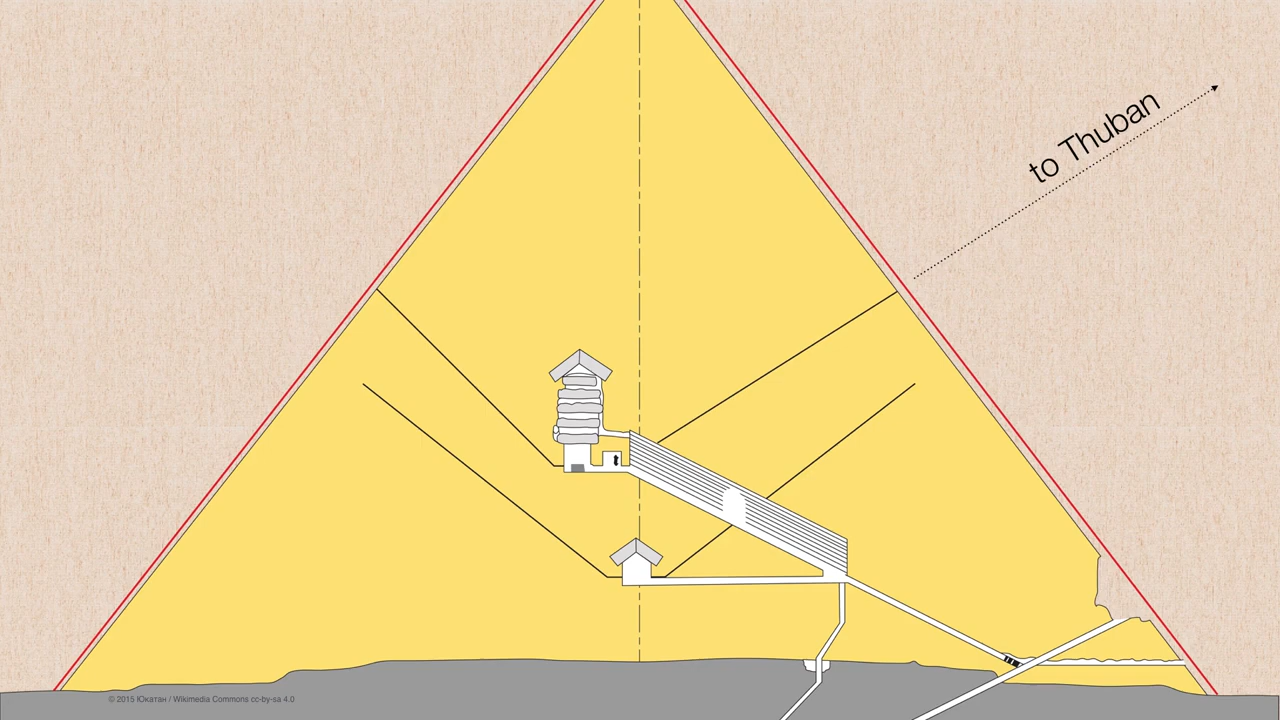 to Thuban
© 2015 Юкатан / Wikimedia Commons cc-by-sa 4.0